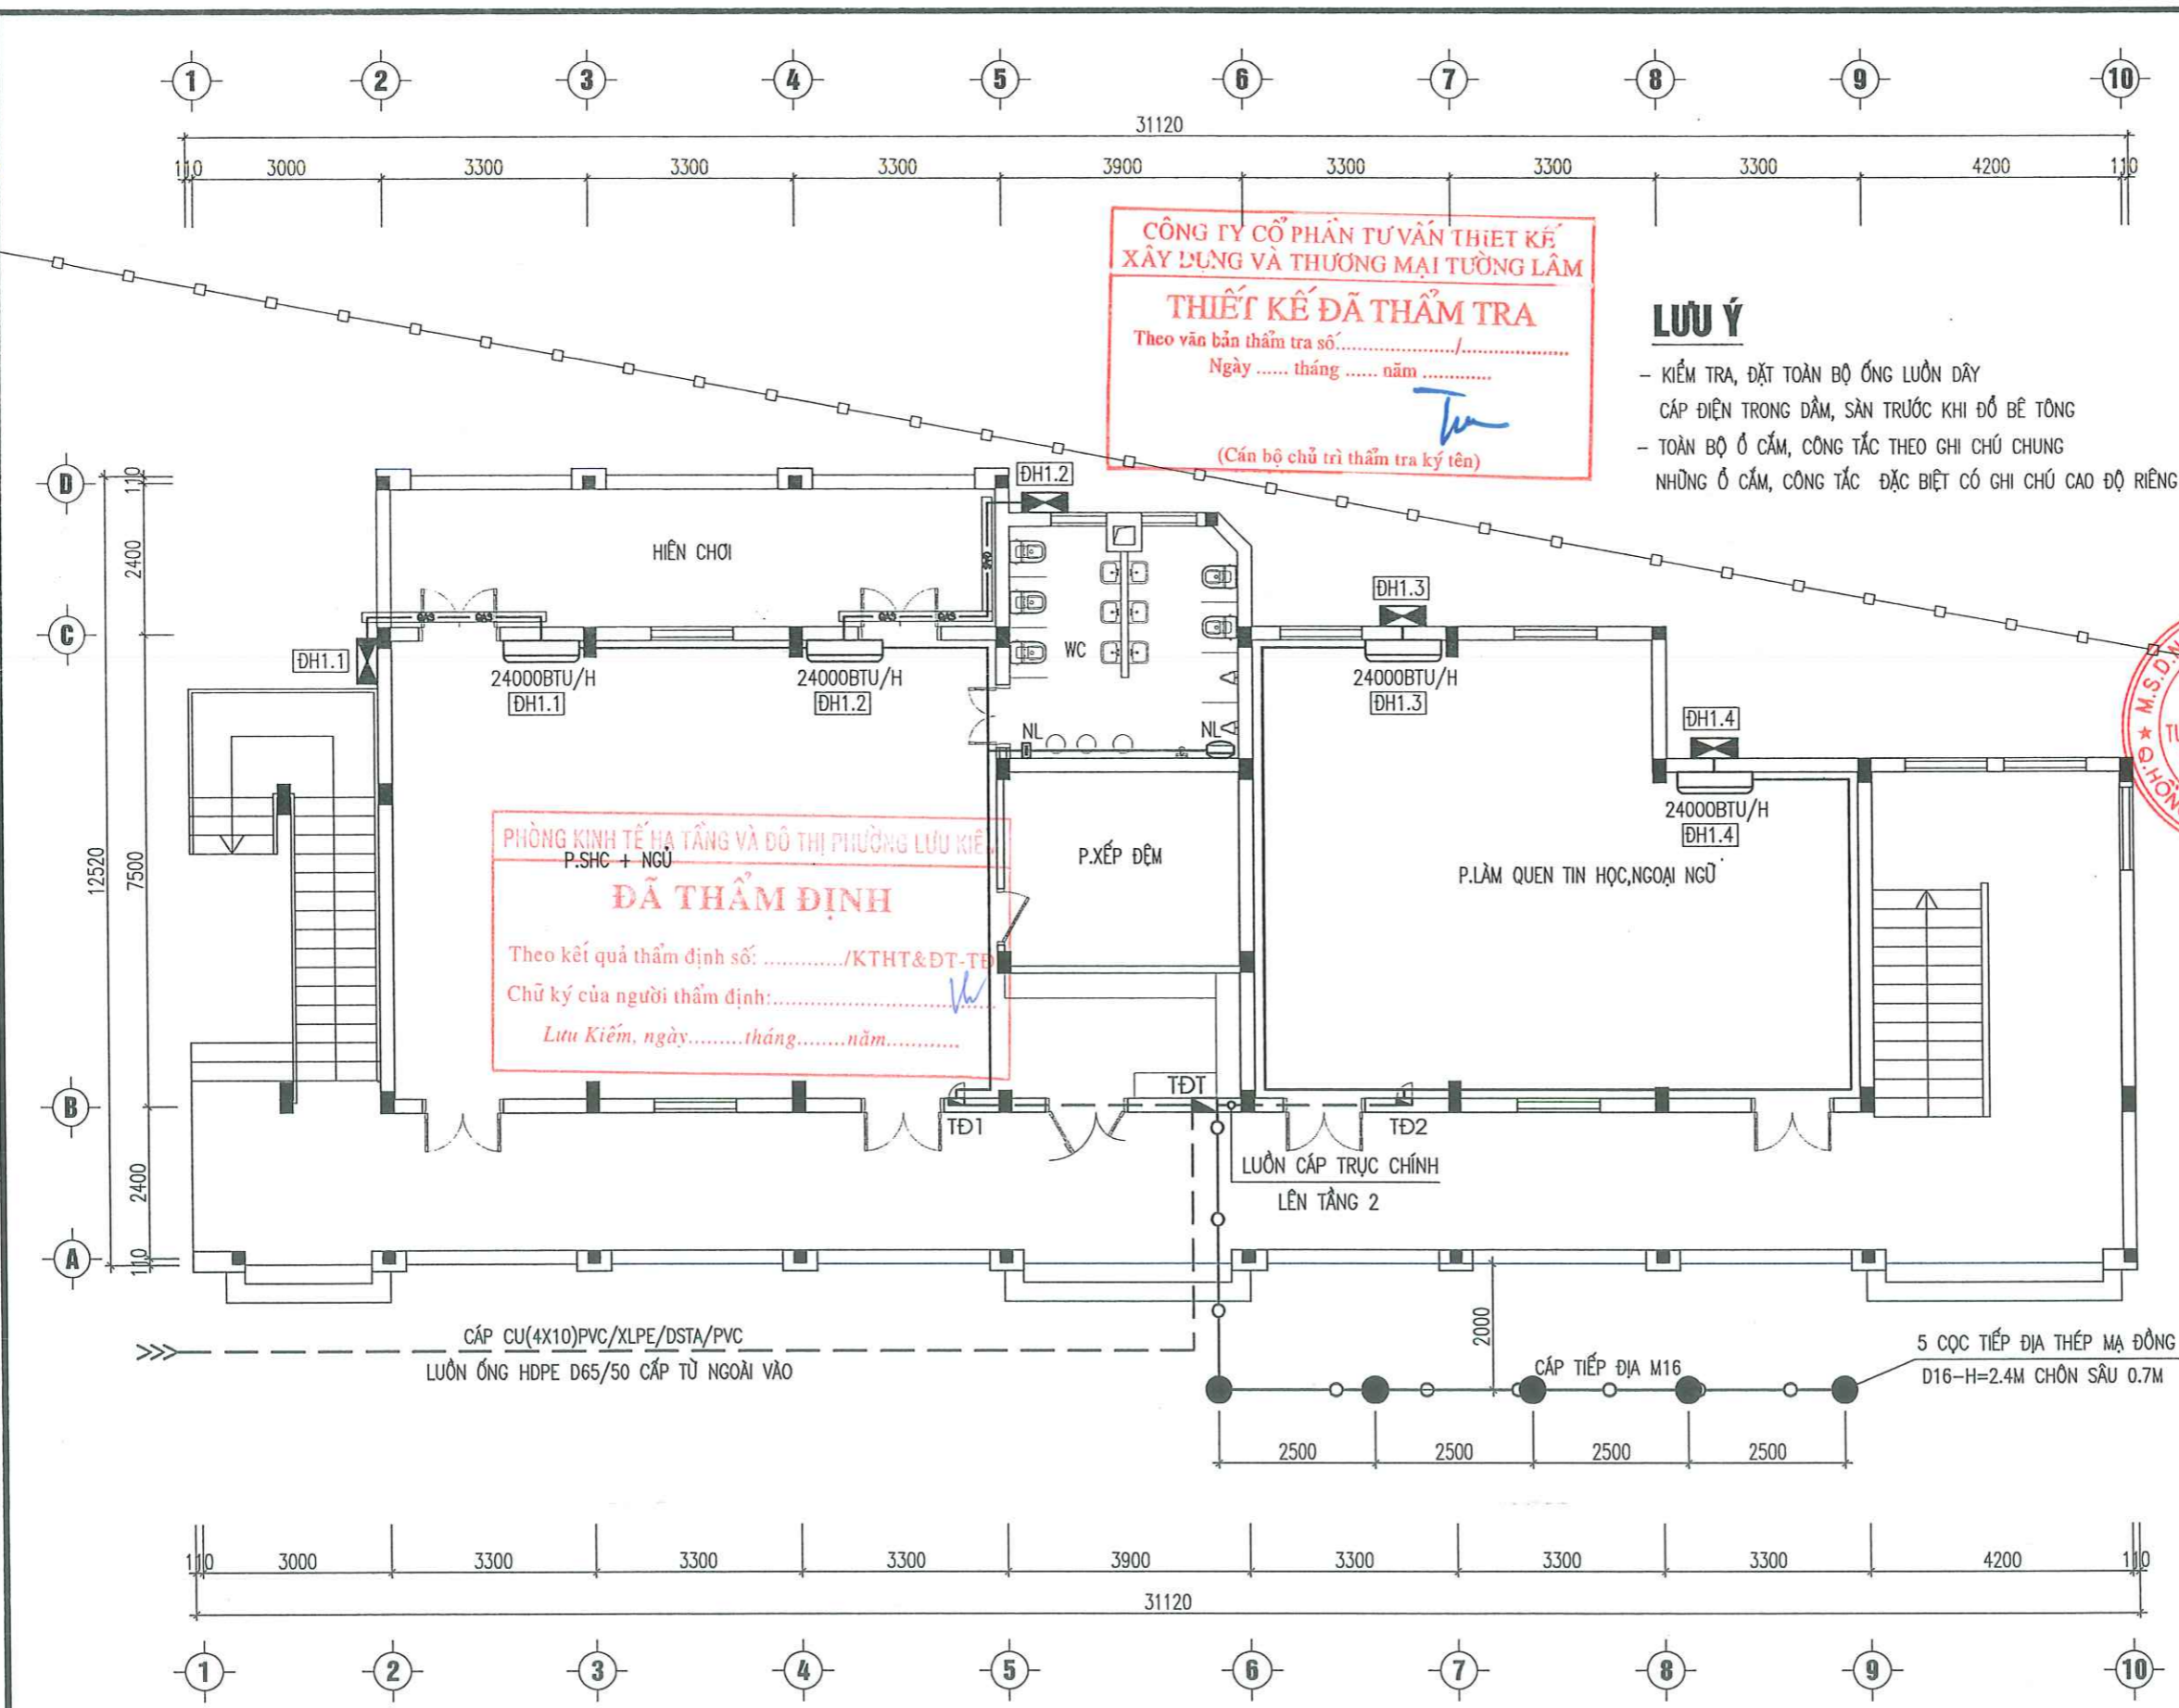 1 2 3 4 5 6 7 8 9 10
31120
110 3000 3300 3300 3300 3900 3300 3300 3300 4200 110
CÔNG TY CỔ PHẦN TƯ VẤN THIẾT KẾ
XÂY DỰNG VÀ THƯƠNG MẠI TƯỜNG LÂM
THIẾT KẾ ĐÃ THẨM TRA
Theo văn bản thẩm tra số...................../...................
Ngày ...... tháng ...... năm .............
(Cán bộ chủ trì thẩm tra ký tên)
LƯU Ý
- KIỂM TRA, ĐẶT TOÀN BỘ ỐNG LUỒN DÂY
CÁP ĐIỆN TRONG DẦM, SÀN TRƯỚC KHI ĐỔ BÊ TÔNG
- TOÀN BỘ Ổ CẮM, CÔNG TẮC THEO GHI CHÚ CHUNG
NHỮNG Ổ CẮM, CÔNG TẮC ĐẶC BIỆT CÓ GHI CHÚ CAO ĐỘ RIÊNG
D
C
B
A
110
2400
7500
2400
110
12520
ĐH1.2
HIÊN CHƠI
GAS
GAS GAS GAS GAS
ĐH1.1
24000BTU/H
ĐH1.1
24000BTU/H
ĐH1.2
WC
NL
NL
ĐH1.3
24000BTU/H
ĐH1.3
ĐH1.4
24000BTU/H
ĐH1.4
M.S.D.N
P.XẾP ĐỆM
P.LÀM QUEN TIN HỌC,NGOẠI NGỮ
PHÒNG KINH TẾ HẠ TẦNG VÀ ĐÔ THỊ PHƯỜNG LƯU KIẾ
P.SHC + NGỦ
ĐÃ THẨM ĐỊNH
Theo kết quả thẩm định số: ............/KTHT&ĐT-TĐ
Chữ ký của người thẩm định:.................................
Lưu Kiếm, ngày.........tháng........năm............
TĐT
TĐ1
TĐ2
LUỒN CÁP TRỤC CHÍNH
LÊN TẦNG 2
CÁP CU(4X10)PVC/XLPE/DSTA/PVC
LUỒN ỐNG HDPE D65/50 CẤP TỪ NGOÀI VÀO
2000
CÁP TIẾP ĐỊA M16
5 CỌC TIẾP ĐỊA THÉP MẠ ĐỒNG
D16-H=2.4M CHÔN SÂU 0.7M
2500 2500 2500 2500
110 3000 3300 3300 3300 3900 3300 3300 3300 4200 110
31120
1 2 3 4 5 6 7 8 9 10